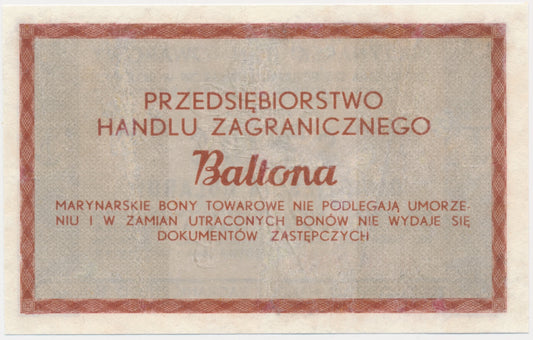 PRZEDSIĘBIORSTWO
HANDLU ZAGRANICZNEGO
Baltona
MARYNARSKIE BONY TOWAROWE NIE PODLEGAJĄ UMORZE-
NIU I W ZAMIAN UTRACONYCH BONÓW NIE WYDAJE SIĘ
DOKUMENTÓW ZASTĘPCZYCH